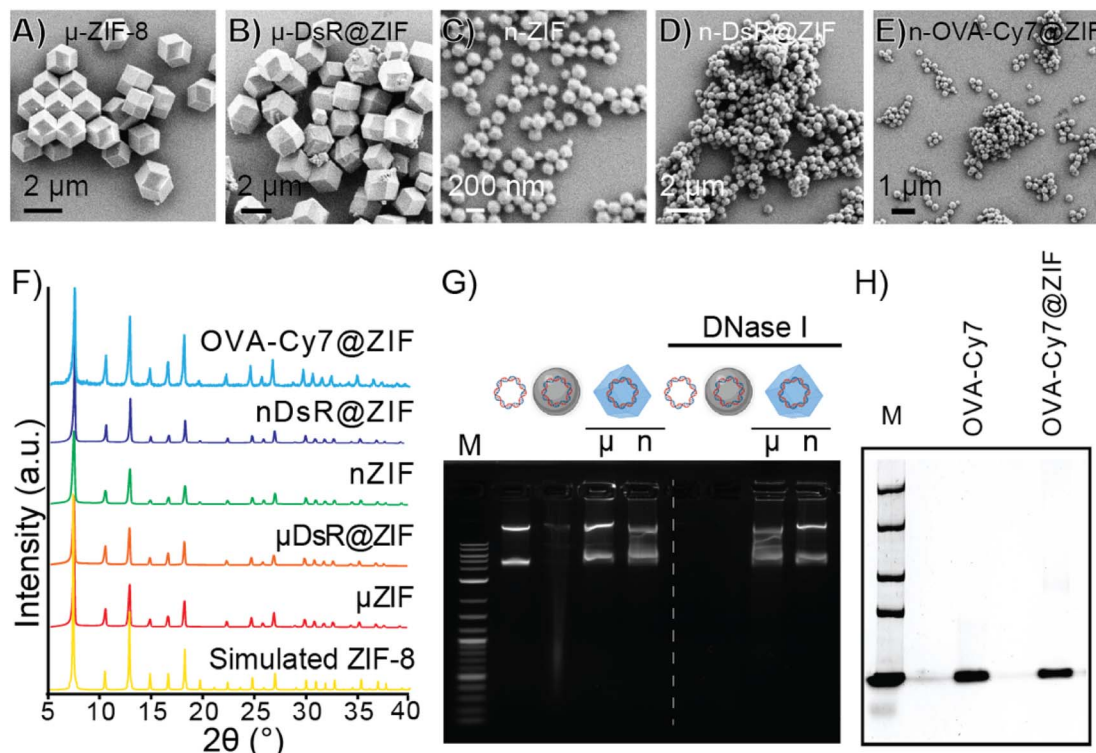 A) μ-ZIF-8
2 μm
B) μ-DsR@ZIF
2 μm
C) n-ZIF
200 nm
D) n-DsR@ZIF
2 μm
E) n-OVA-Cy7@ZIF
1 μm
F)
Intensity (a.u.)
OVA-Cy7@ZIF
nDsR@ZIF
nZIF
μDsR@ZIF
μZIF
Simulated ZIF-8
5 10 15 20 25 30 35 40
2θ (°)
G)
DNase I
M μ n μ n
H)
M
OVA-Cy7
OVA-Cy7@ZIF